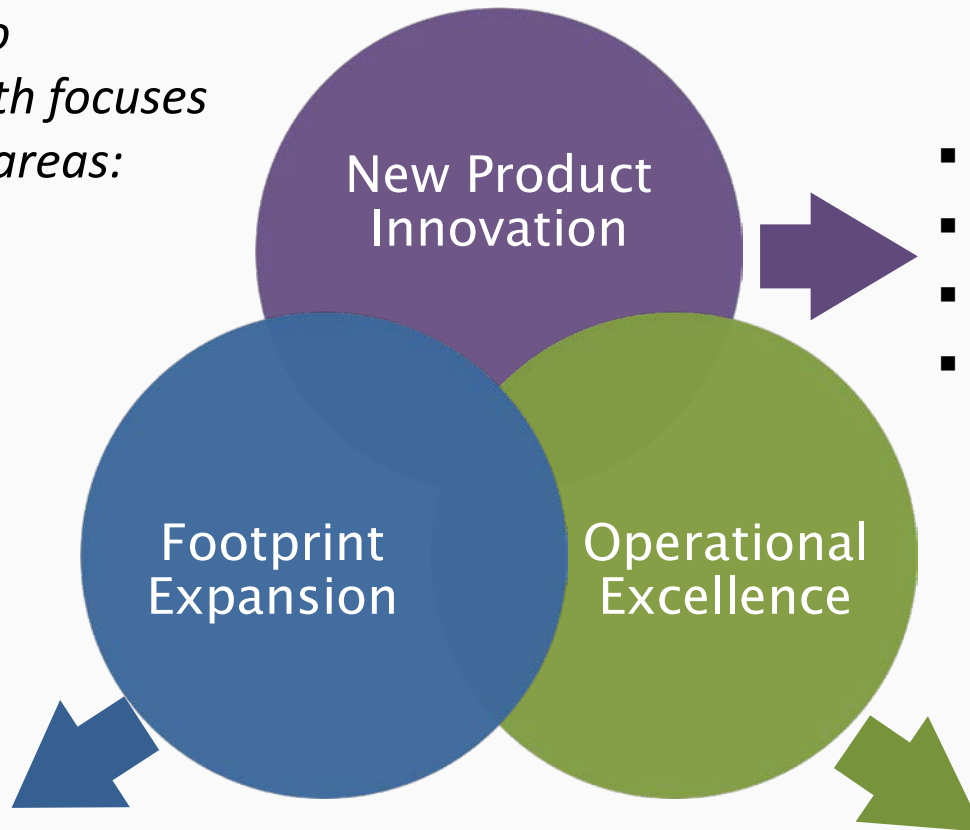 th focuses
areas:
New Product
Innovation
Footprint
Expansion
Operational
Excellence